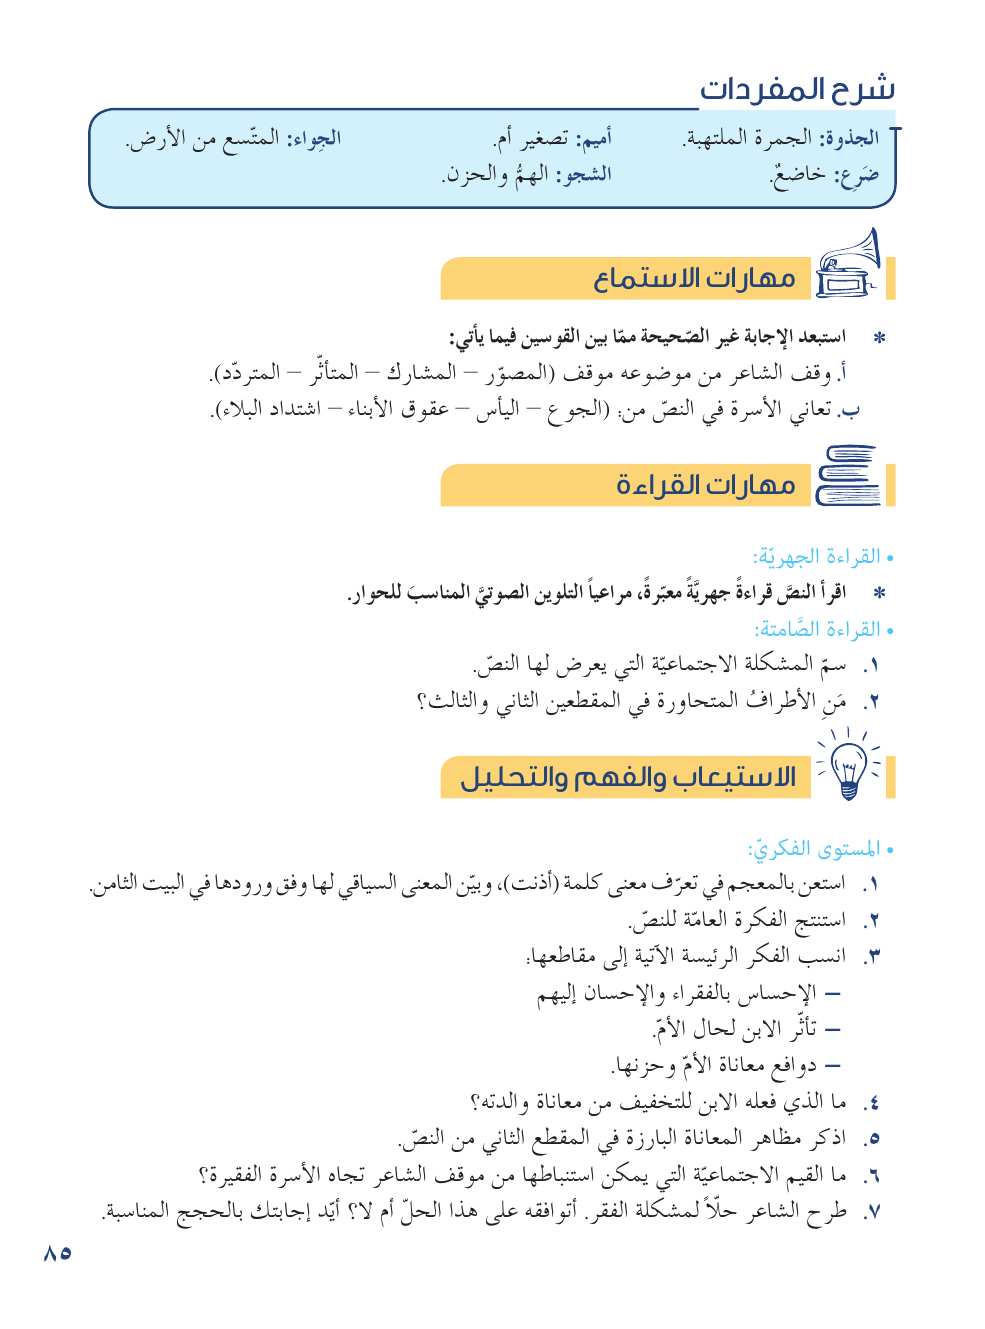 شرح المفردات
الجذوة: الجمرة الملتهبة.
أميم: تصغير أم.
الجِواء: المتّسع من الأرض.
ضَرِع: خاضعٌ.
الشجو: الهمُّ والحزن.
مهارات الاستماع
* استبعد الإجابة غير الصّحيحة ممّا بين القوسين فيما يأتي:
أ. وقف الشاعر من موضوعه موقف (المصوّر – المشارك – المتأثّر – المتردّد).
ب. تعاني الأسرة في النصّ من: (الجوع – اليأس – عقوق الأبناء – اشتداد البلاء).
مهارات القراءة
• القراءة الجهريّة:
* اقرأ النصَّ قراءةً جهريَّةً معبّرةً، مراعياً التلوين الصوتيَّ المناسبَ للحوار.
• القراءة الصَّامتة:
١. سمّ المشكلة الاجتماعيّة التي يعرض لها النصّ.
٢. مَنِ الأطرافُ المتحاورة في المقطعين الثاني والثالث؟
الاستيعاب والفهم والتحليل
• المستوى الفكريّ:
١. استعن بالمعجم في تعرّف معنى كلمة (أذنت)، وبيّن المعنى السياقي لها وفق ورودها في البيت الثامن.
٢. استنتج الفكرة العامّة للنصّ.
٣. انسب الفكر الرئيسة الآتية إلى مقاطعها:
– الإحساس بالفقراء والإحسان إليهم
– تأثّر الابن لحال الأمّ.
– دوافع معاناة الأمّ وحزنها.
٤. ما الذي فعله الابن للتخفيف من معاناة والدته؟
٥. اذكر مظاهر المعاناة البارزة في المقطع الثاني من النصّ.
٦. ما القيم الاجتماعيّة التي يمكن استنباطها من موقف الشاعر تجاه الأسرة الفقيرة؟
٧. طرح الشاعر حلّاً لمشكلة الفقر. أتوافقه على هذا الحلّ أم لا؟ أيّد إجابتك بالحجج المناسبة.
٨٥